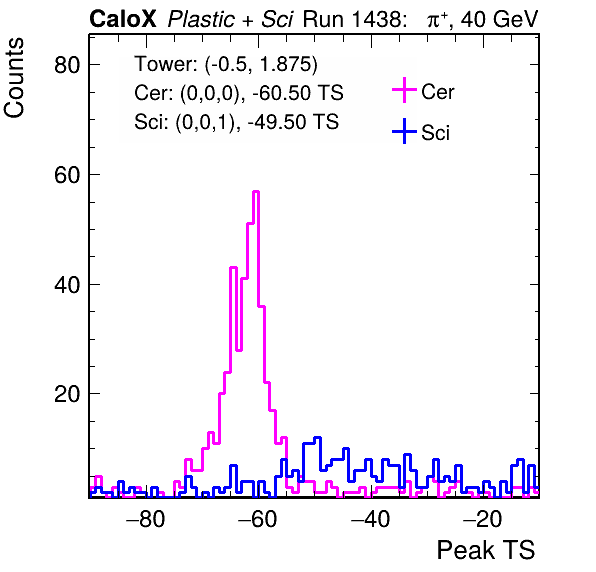 CaloX Plastic + Sci Run 1438: π⁺, 40 GeV
Counts
Tower: (-0.5, 1.875)
Cer: (0,0,0), -60.50 TS
Sci: (0,0,1), -49.50 TS
Cer
Sci
80
60
40
20
−80 −60 −40 −20
Peak TS